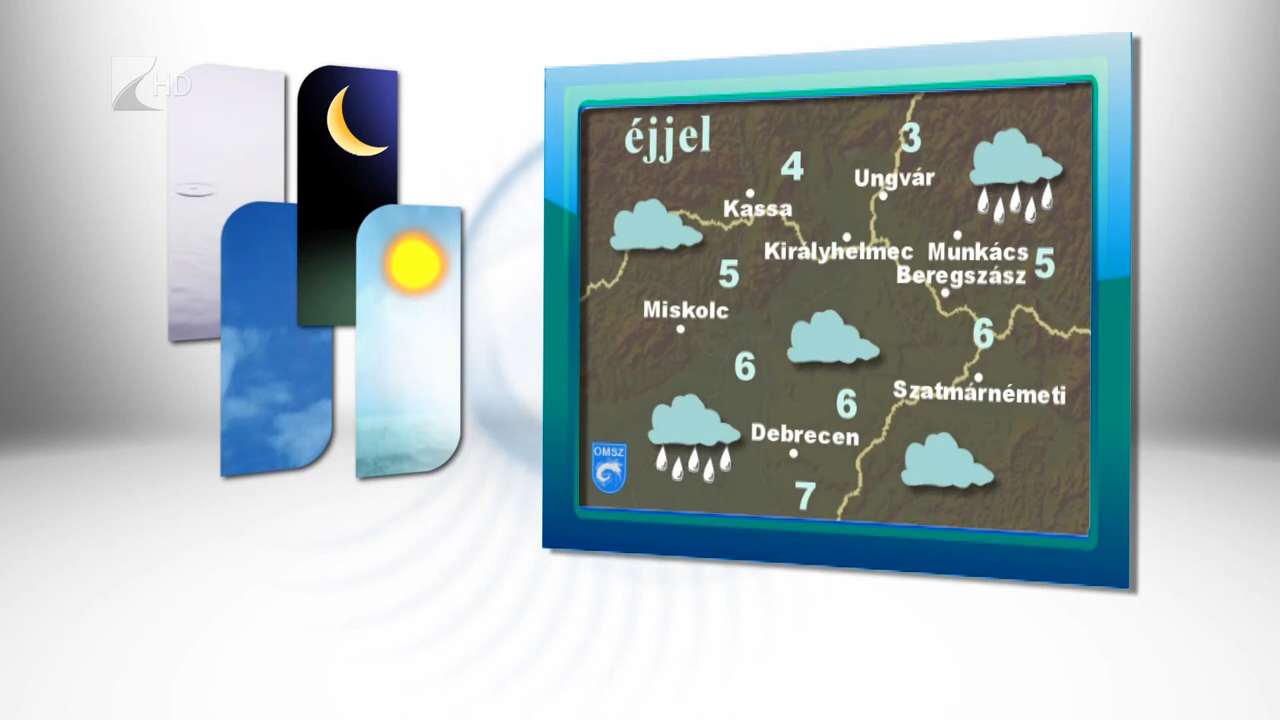 HD
éjjel
3
4
Ungvár
Kassa
Királyhelmec
Munkács
5
Beregszász
5
Miskolc
6
6
Szatmárnémeti
6
Debrecen
OMSZ
7